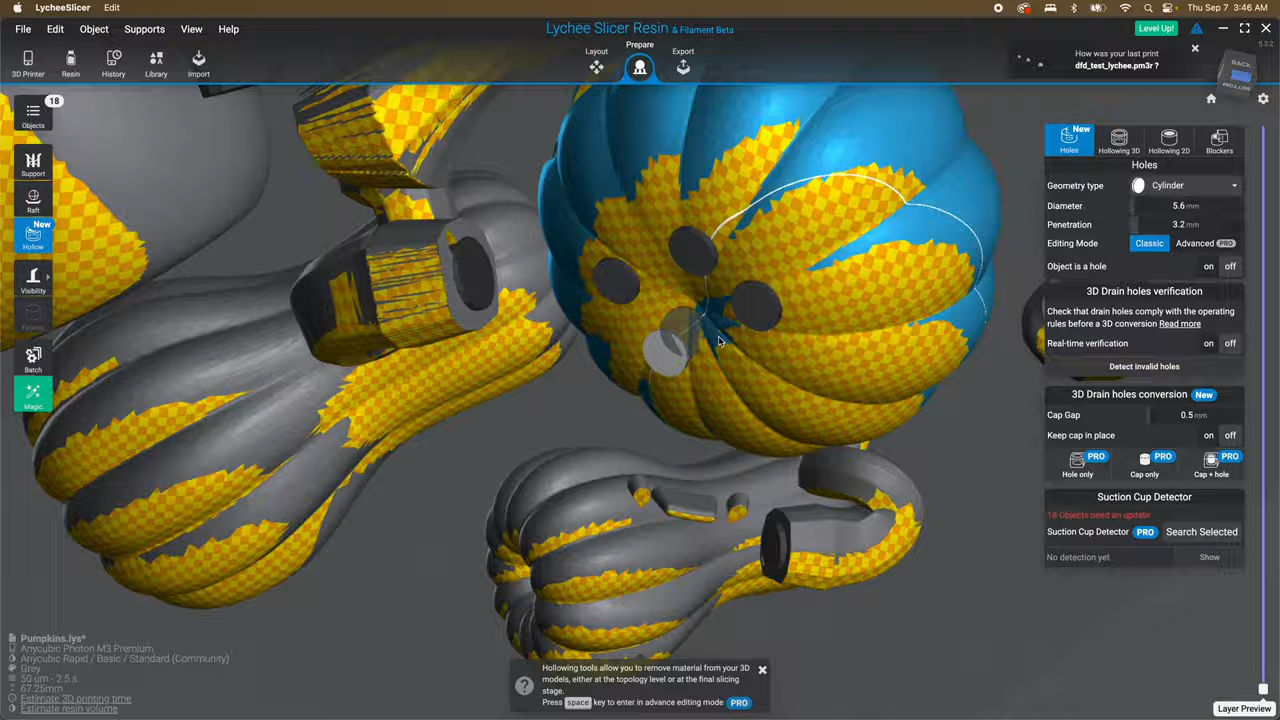 LycheeSlicer Edit
Thu Sep 7 3:46 AM
File Edit Object Supports View Help
Lychee Slicer Resin & Filament Beta
Level Up!
Layout
Prepare
Export
3D Printer
Resin
History
Library
Import
How was your last print
dfd_test_lychee.pm3r ?
5.2.2
BACK
BOTTOM
18
Objects
Support
Raft
New
Hollow
Visibility
Batch
Magic
New
Holes
Hollowing 3D
Hollowing 2D
Blockers
Holes
Geometry type Cylinder
Diameter 5.6 mm
Penetration 3.2 mm
Editing Mode Classic Advanced PRO
Object is a hole on off
3D Drain holes verification
Check that drain holes comply with the operating
rules before a 3D conversion Read more
Real-time verification on off
Detect invalid holes
3D Drain holes conversion New
Cap Gap 0.5 mm
Keep cap in place on off
PRO PRO PRO
Hole only Cap only Cap + hole
Suction Cup Detector
18 Objects need an update
Suction Cup Detector PRO Search Selected
No detection yet Show
Pumpkins.lys*
Anycubic Photon M3 Premium
Anycubic Rapid / Basic / Standard (Community)
Grey
50 um - 2.5 s
67.25mm
Estimate 3D printing time
Estimate resin volume
Hollowing tools allow you to remove material from your 3D
models, either at the topology level or at the final slicing
stage.
Press space key to enter in advance editing mode PRO
Layer Preview